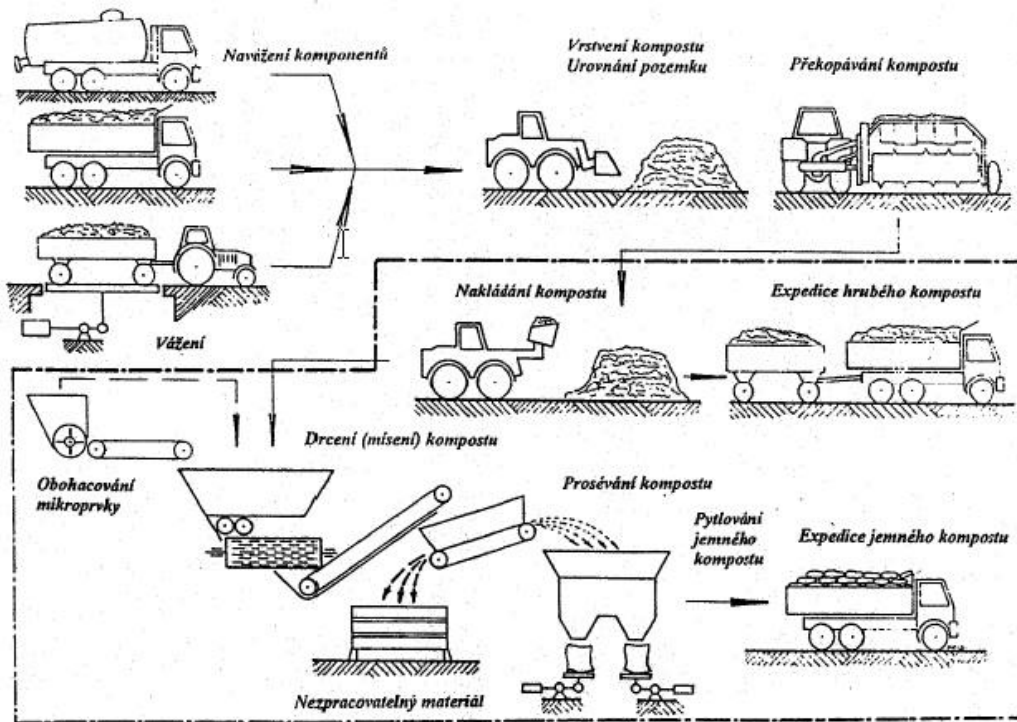 Navážení komponentů
Vrstvení kompostu
Urovnání pozemku
Překopávání kompostu
Vážení
Nakládání kompostu
Expedice hrubého kompostu
Obohacování
mikroprvky
Drcení (mísení) kompostu
Prosévání kompostu
Pytlování
jemného
kompostu
Expedice jemného kompostu
Nezpracovatelný materiál